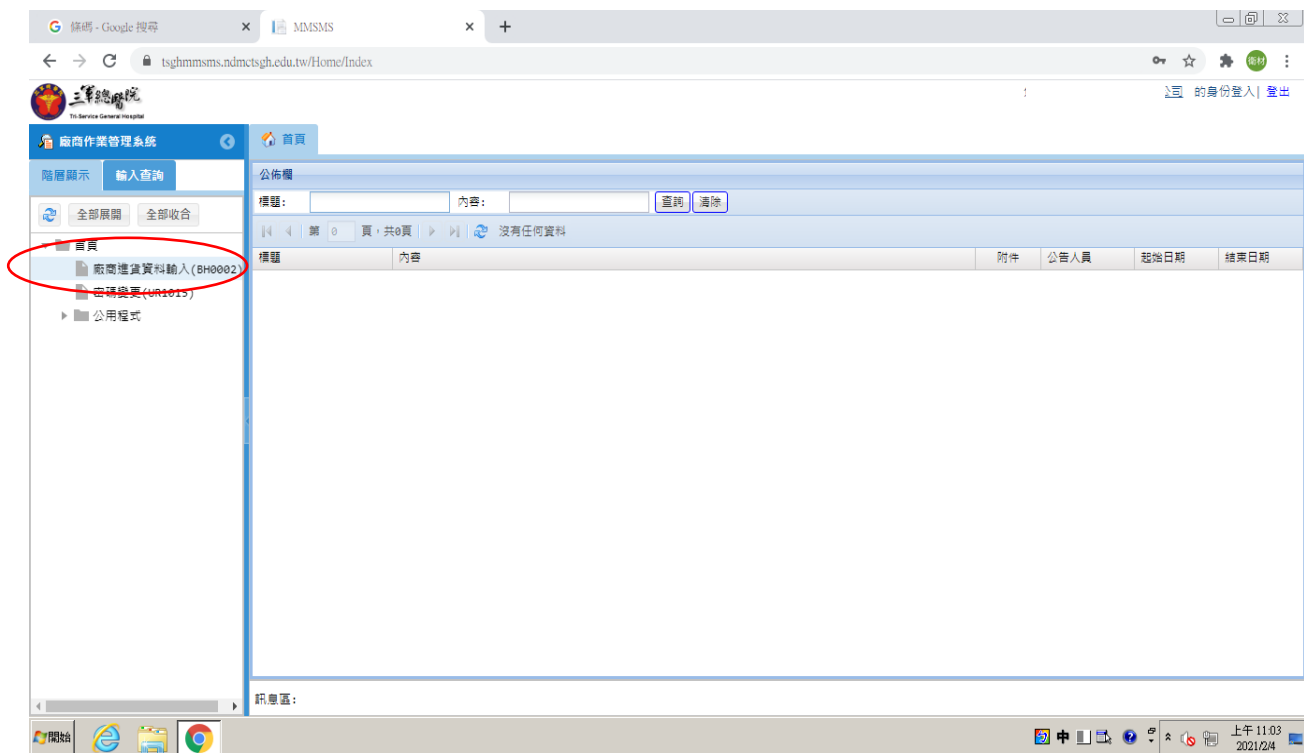 G 條碼 - Google 搜尋
MMSMS
tsghmmsms.ndmctsgh.edu.tw/Home/Index
衛材
三軍總醫院
Tri-Service General Hospital
公司 的身份登入| 登出
廠商作業管理系統
首頁
階層顯示 輸入查詢
公佈欄
標題: 內容: 查詢 清除
全部展開 全部收合
第 0 頁,共0頁 沒有任何資料
首頁
標題 內容 附件 公告人員 起始日期 結束日期
廠商進貨資料輸入(BH0002)
密碼變更(UR1015)
公用程式
訊息區:
開始
中
上午 11:03
2021/2/4